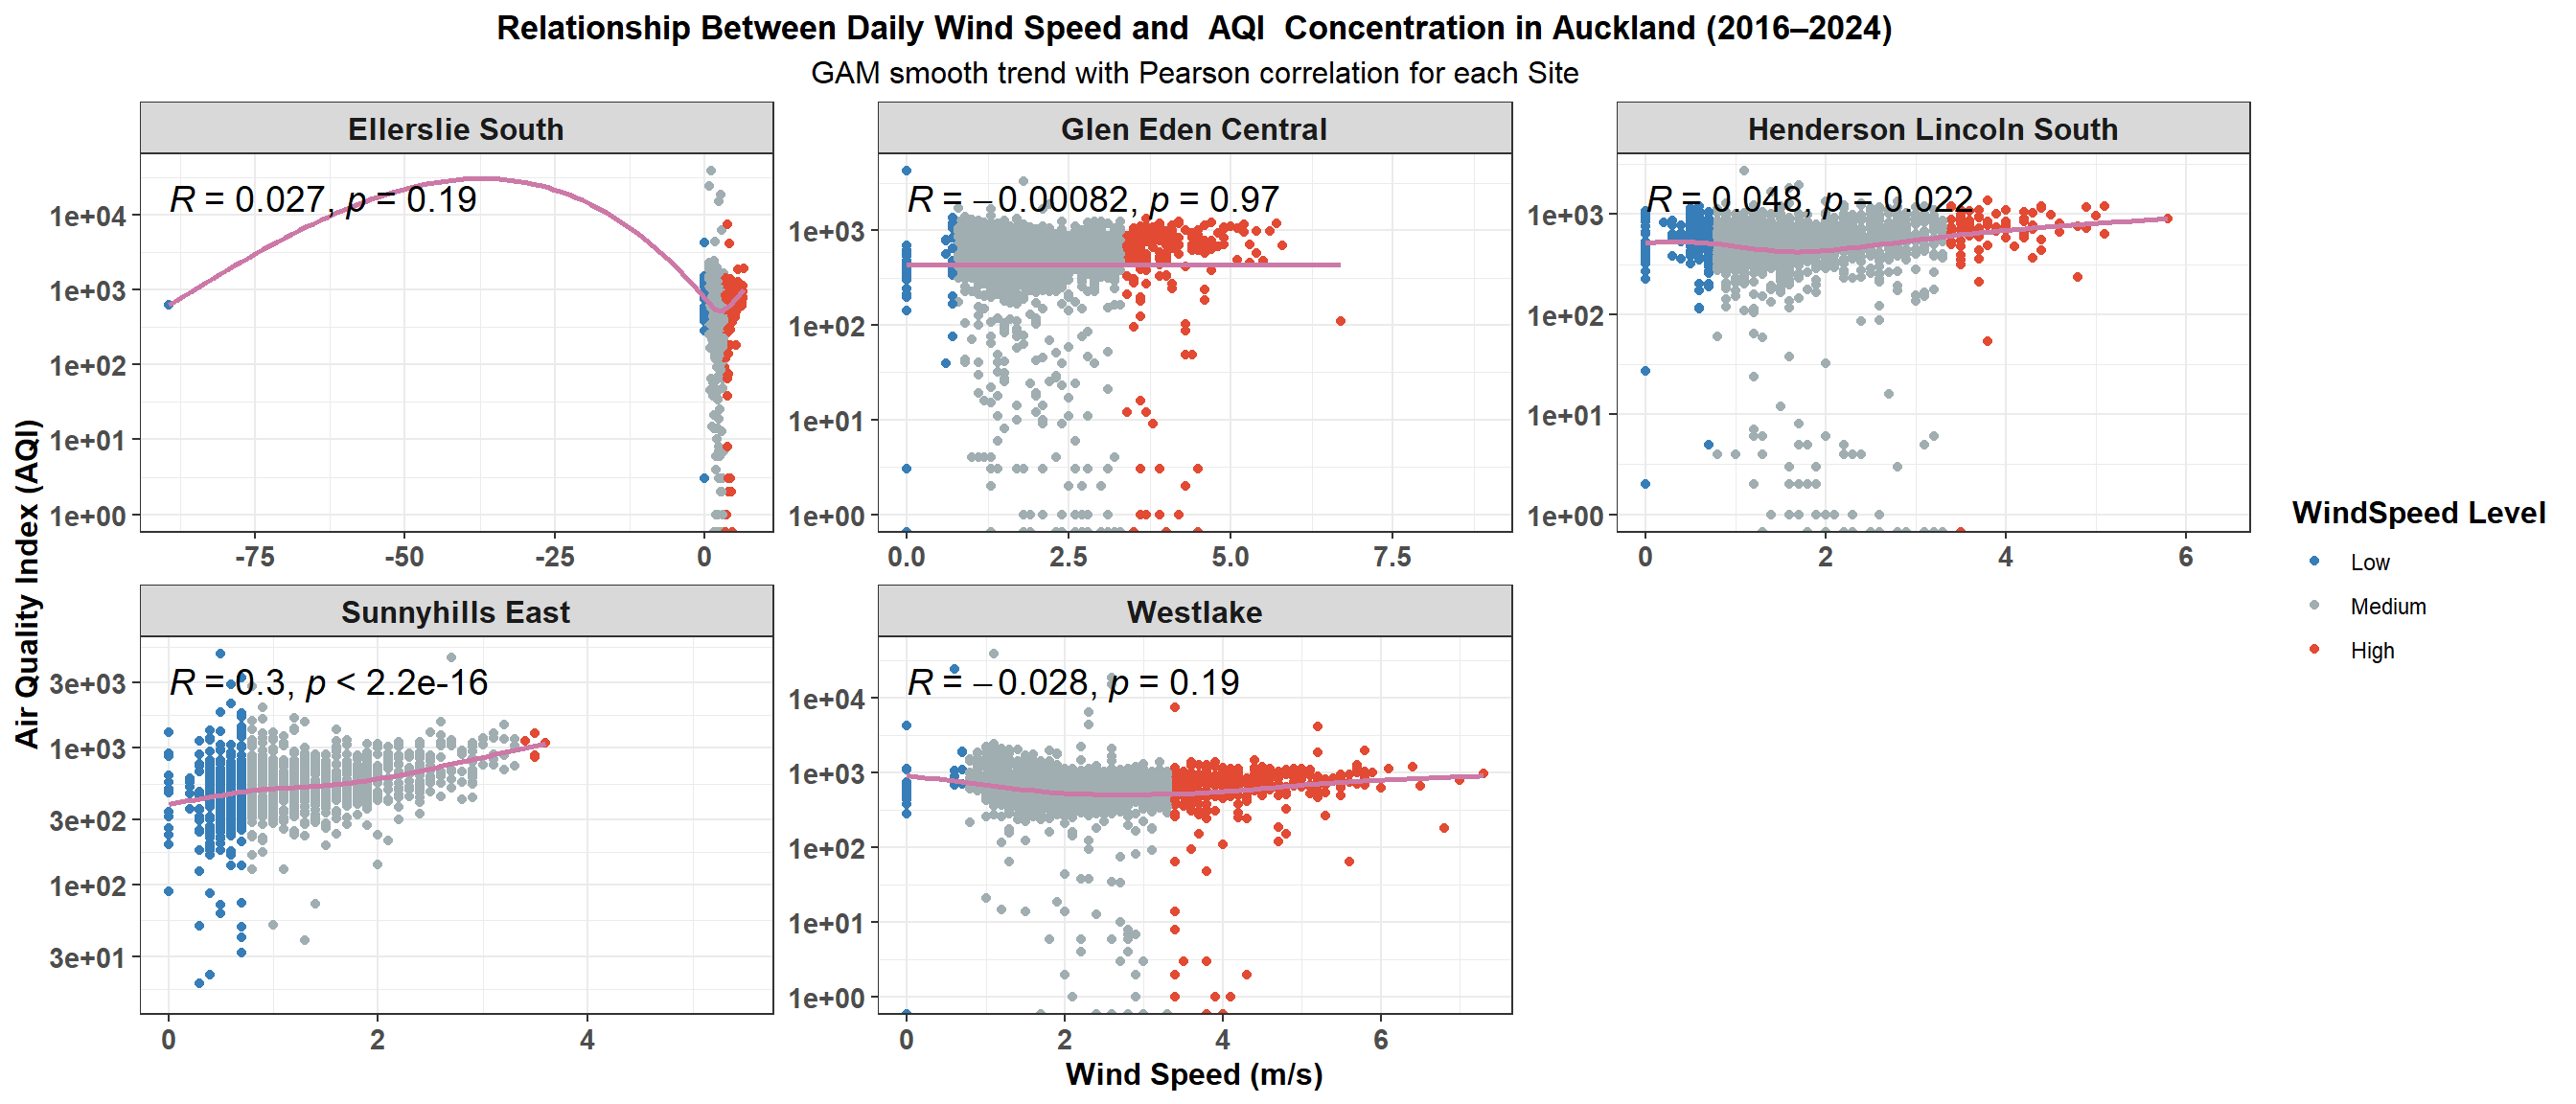 Relationship Between Daily Wind Speed and  AQI  Concentration in Auckland (2016–2024)
GAM smooth trend with Pearson correlation for each Site
Air Quality Index (AQI)
Ellerslie South
R = 0.027, p = 0.19
1e+04
1e+03
1e+02
1e+01
1e+00
-75 -50 -25 0
Glen Eden Central
R = −0.00082, p = 0.97
1e+03
1e+02
1e+01
1e+00
0.0 2.5 5.0 7.5
Henderson Lincoln South
R = 0.048, p = 0.022
1e+03
1e+02
1e+01
1e+00
0 2 4 6
Sunnyhills East
R = 0.3, p < 2.2e-16
3e+03
1e+03
3e+02
1e+02
3e+01
0 2 4
Westlake
R = −0.028, p = 0.19
1e+04
1e+03
1e+02
1e+01
1e+00
0 2 4 6
Wind Speed (m/s)
WindSpeed Level
Low
Medium
High